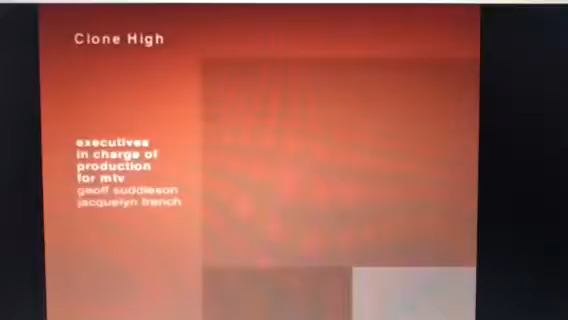 Clone High
executives
in charge of
production
for mtv
geoff suddleson
jacquelyn french